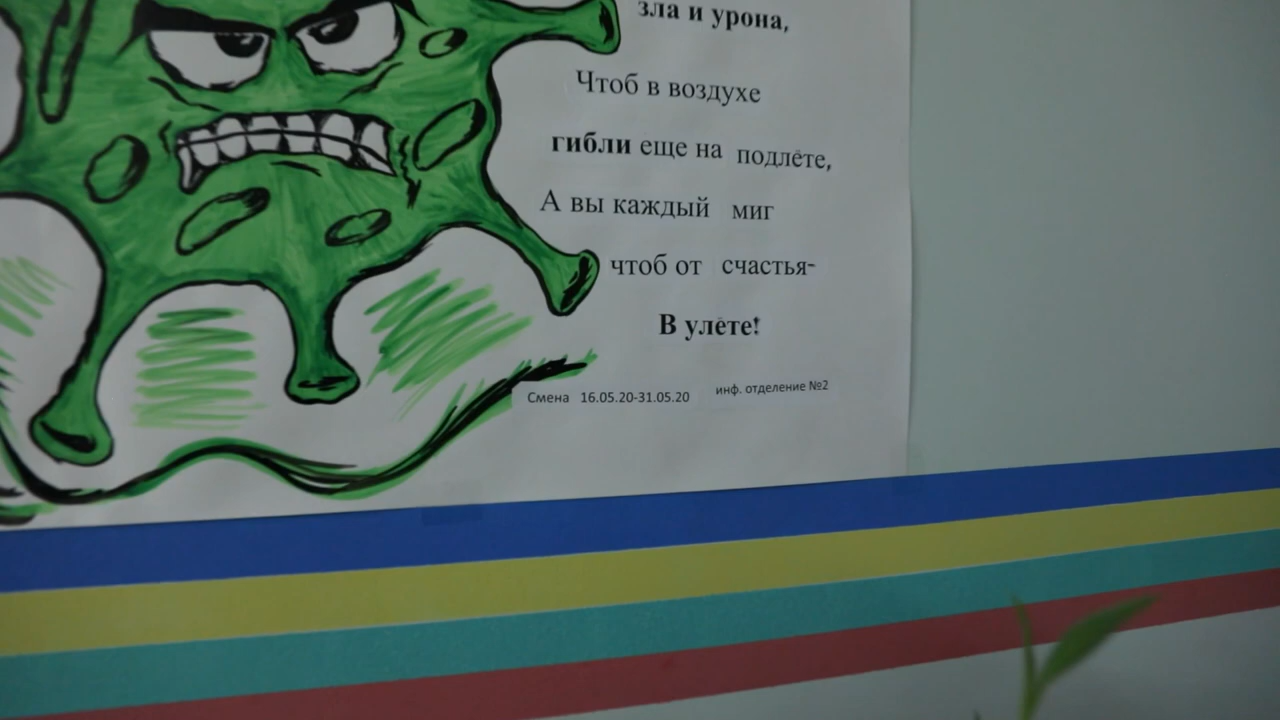 зла и урона,
Чтоб в воздухе
гибли еще на подлёте,
А вы каждый миг
чтоб от счастья-
В улёте!
Смена 16.05.20-31.05.20 инф. отделение №2